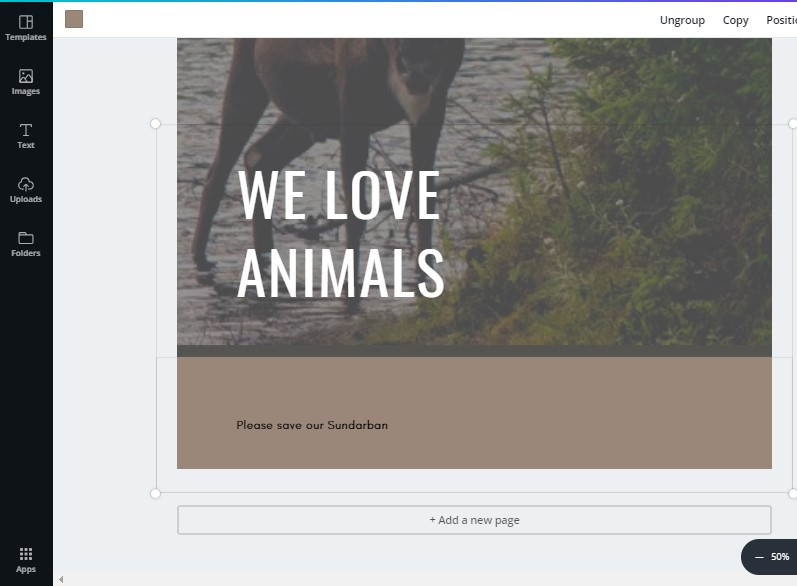 Ungroup Copy
Templates
Images
Text
Uploads
Folders
WE LOVE
ANIMALS
Please save our Sundarban
+ Add a new page
50%
Apps